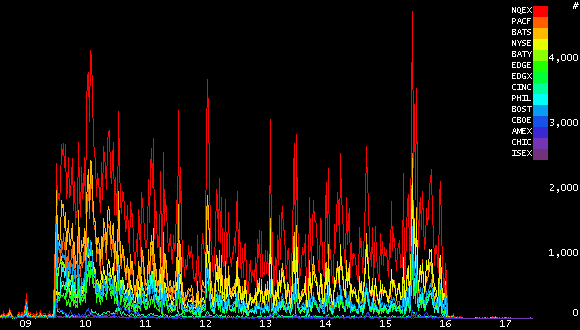 #
NQEX
PACF
BATS
NYSE
BATY
EDGE
EDGX
CINC
PHIL
BOST
CBOE
AMEX
CHIC
ISEX
4,000
3,000
2,000
1,000
0
09 10 11 12 13 14 15 16 17